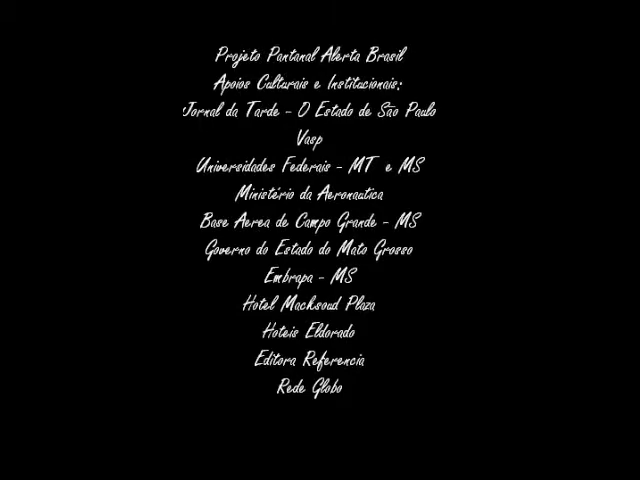 Projeto Pantanal Alerta Brasil
Apoios Culturais e Institucionais:
Jornal da Tarde - O Estado de São Paulo
Vasp
Universidades Federais - MT e MS
Ministério da Aeronautica
Base Aerea de Campo Grande - MS
Governo do Estado do Mato Grosso
Embrapa - MS
Hotel Macksoud Plaza
Hoteis Eldorado
Editora Referencia
Rede Globo